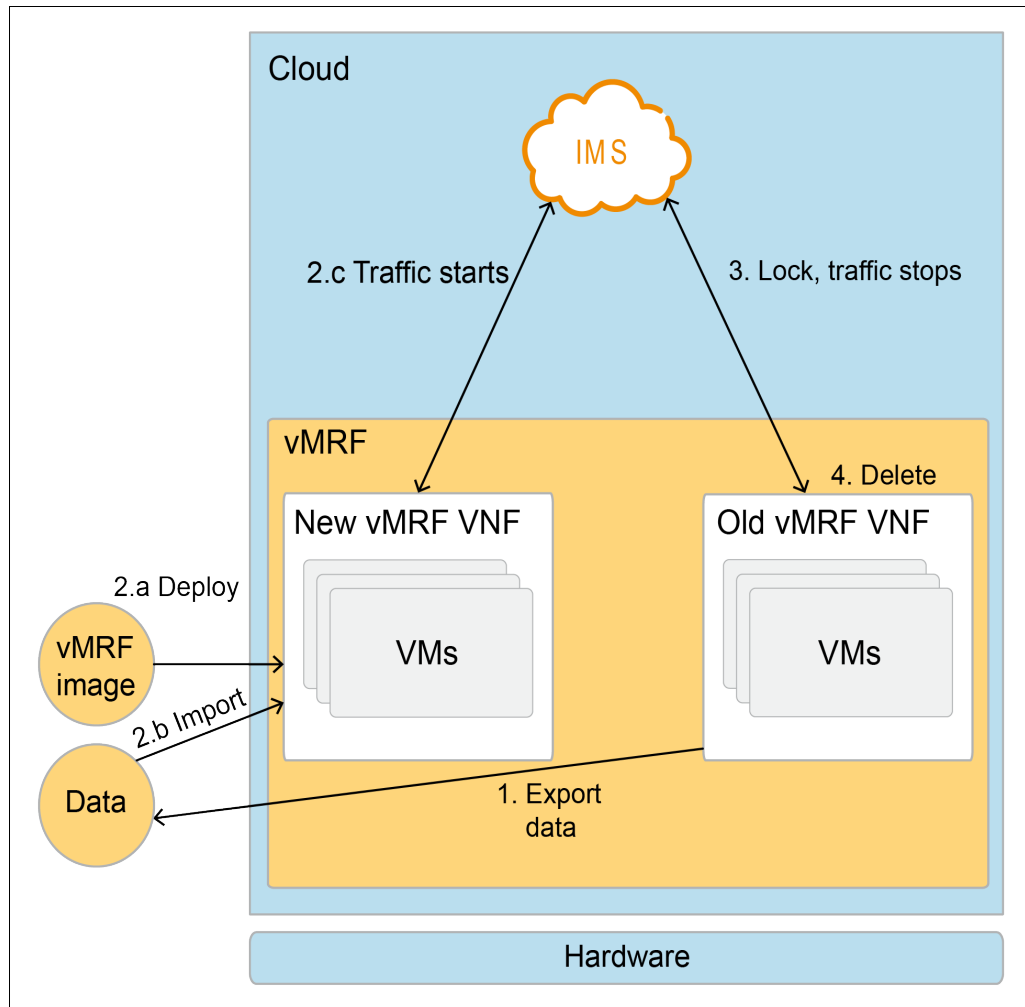 Cloud
IMS
2.c Traffic starts
3. Lock, traffic stops
vMRF
4. Delete
New vMRF VNF
Old vMRF VNF
2.a Deploy
vMRF
image
VMs
VMs
2.b Import
Data
1. Export
data
Hardware